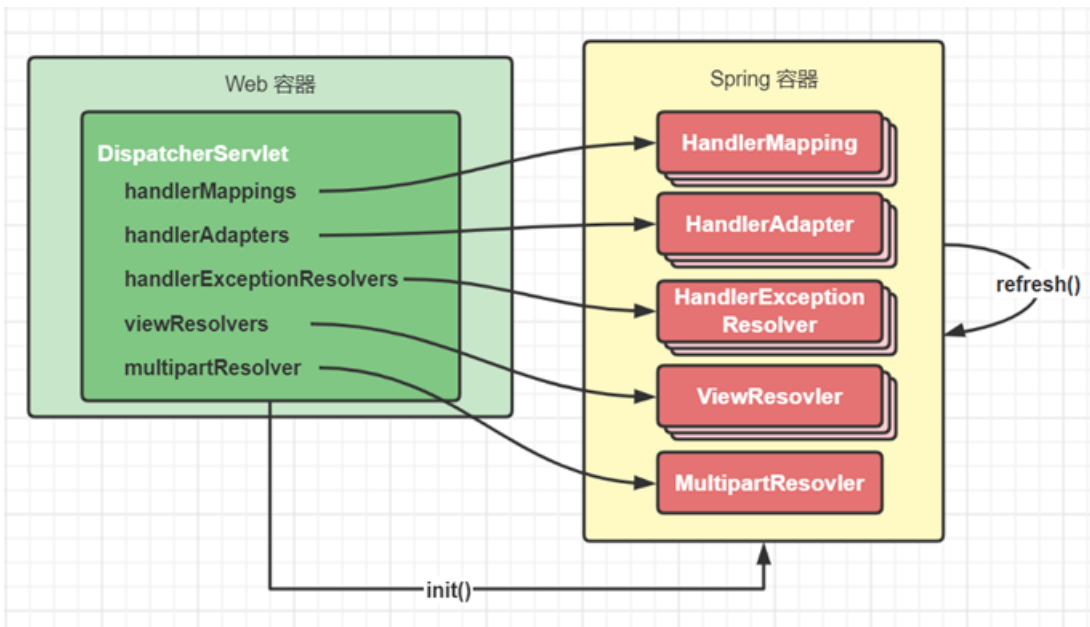 Web 容器
DispatcherServlet
handlerMappings
handlerAdapters
handlerExceptionResolvers
viewResolvers
multipartResolver
Spring 容器
HandlerMapping
HandlerAdapter
HandlerException
Resolver
ViewResovler
MultipartResovler
refresh()
init()